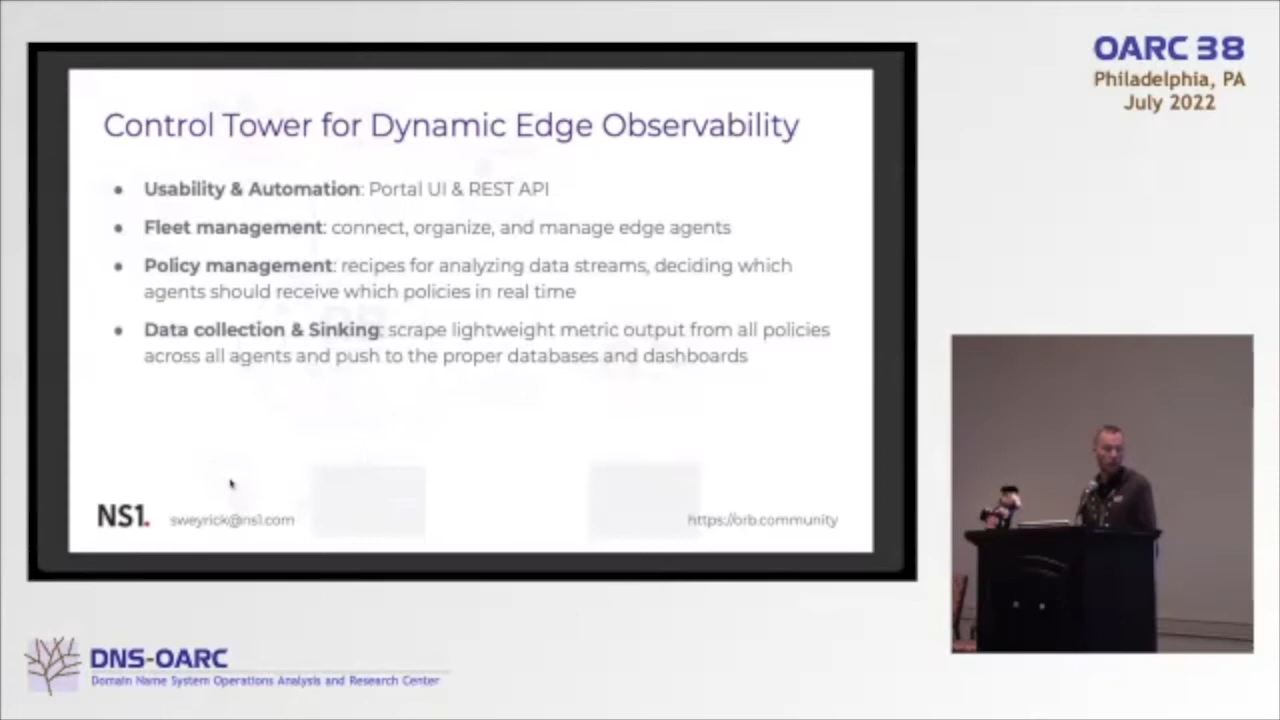 OARC 38
Philadelphia, PA
July 2022
Control Tower for Dynamic Edge Observability
● Usability & Automation: Portal UI & REST API
● Fleet management: connect, organize, and manage edge agents
● Policy management: recipes for analyzing data streams, deciding which
agents should receive which policies in real time
● Data collection & Sinking: scrape lightweight metric output from all policies
across all agents and push to the proper databases and dashboards
NS1.
sweyrick@ns1.com
https://orb.community
DNS-OARC
Domain Name System Operations Analysis and Research Center